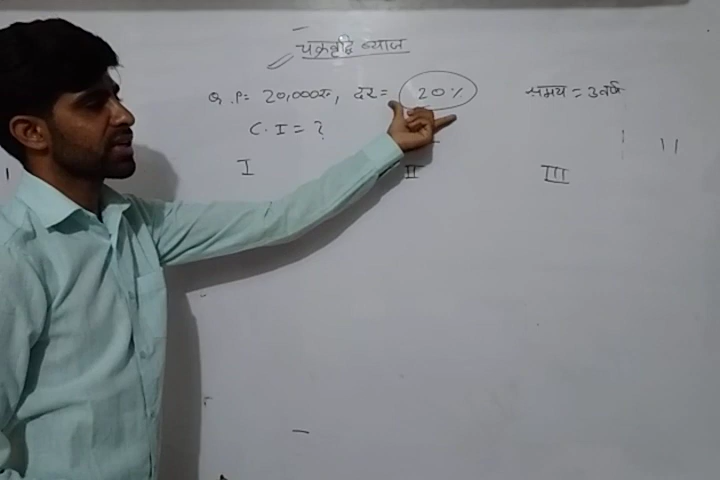 चक्रवृद्धि ब्याज
Q. P= 20,000रू, दर= 20% समय = 3वर्ष
C.I = ?
I II III